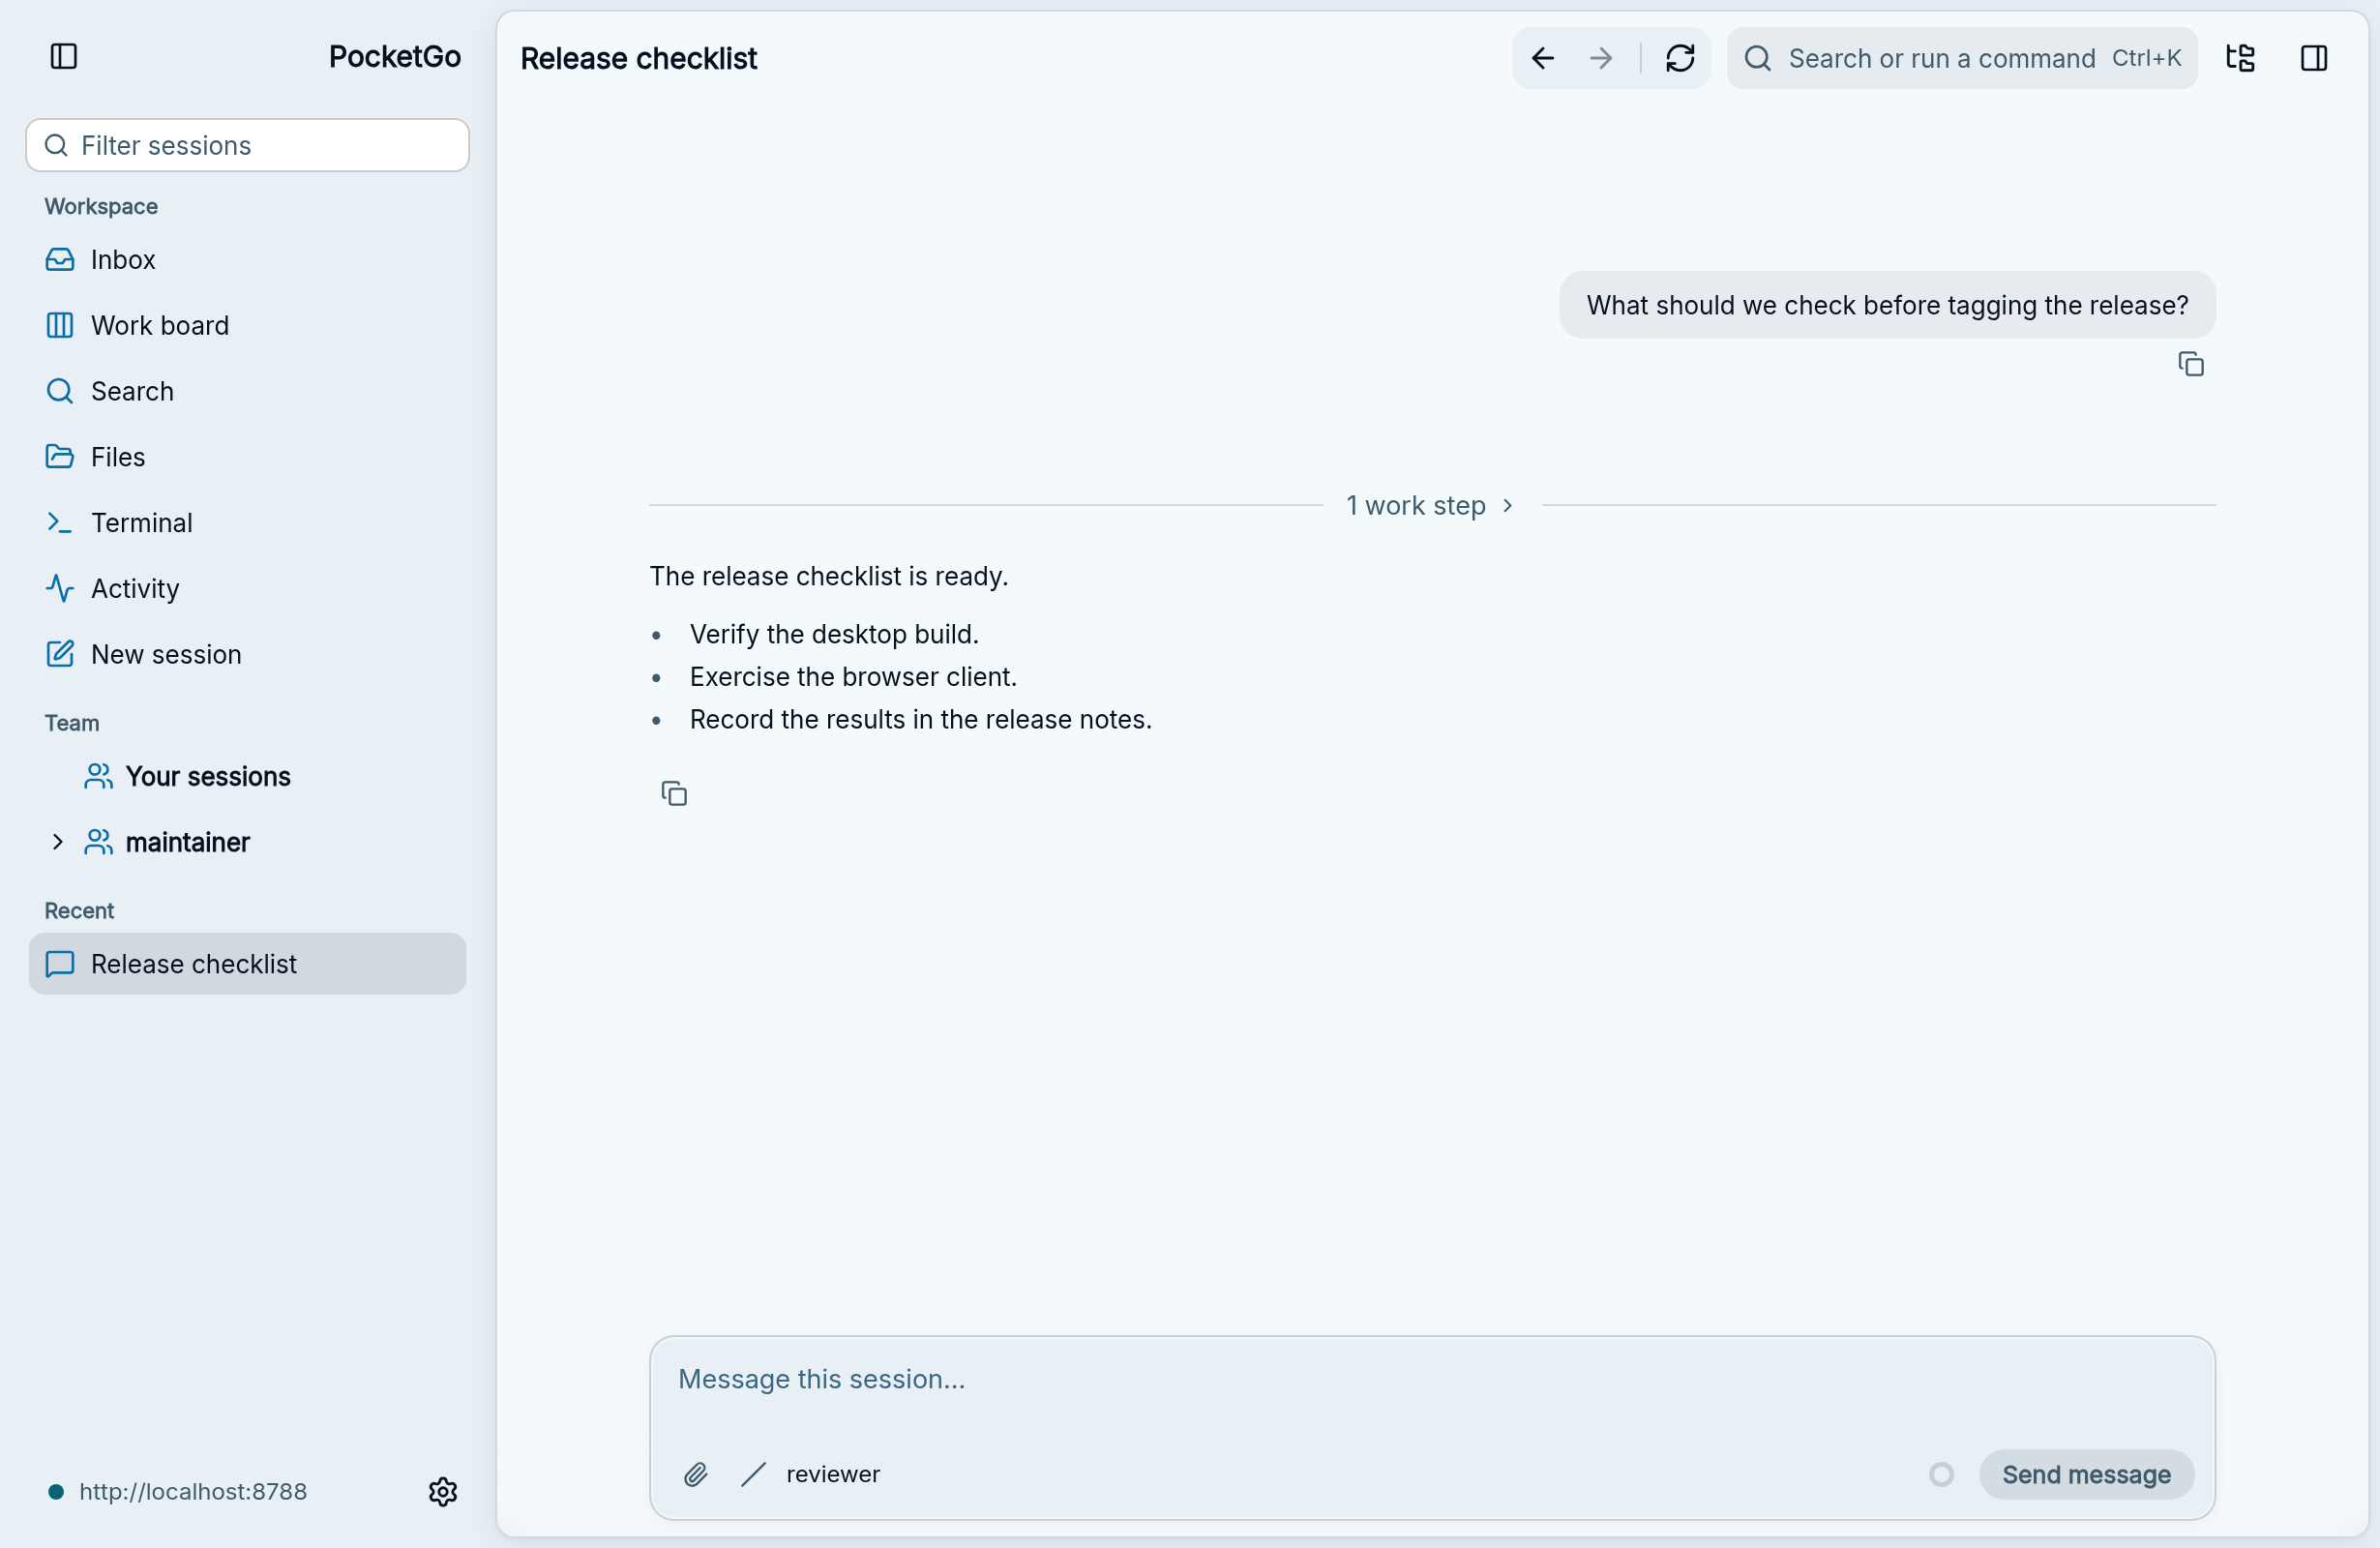 PocketGo
Filter sessions
Workspace
Inbox
Work board
Search
Files
Terminal
Activity
New session
Team
Your sessions
maintainer
Recent
Release checklist
http://localhost:8788
Release checklist
Search or run a command Ctrl+K
What should we check before tagging the release?
1 work step
The release checklist is ready.
• Verify the desktop build.
• Exercise the browser client.
• Record the results in the release notes.
Message this session...
reviewer
Send message